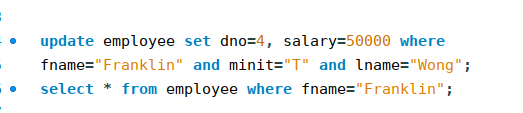 update employee set dno=4, salary=50000 where
fname="Franklin" and minit="T" and lname="Wong";
select * from employee where fname="Franklin";